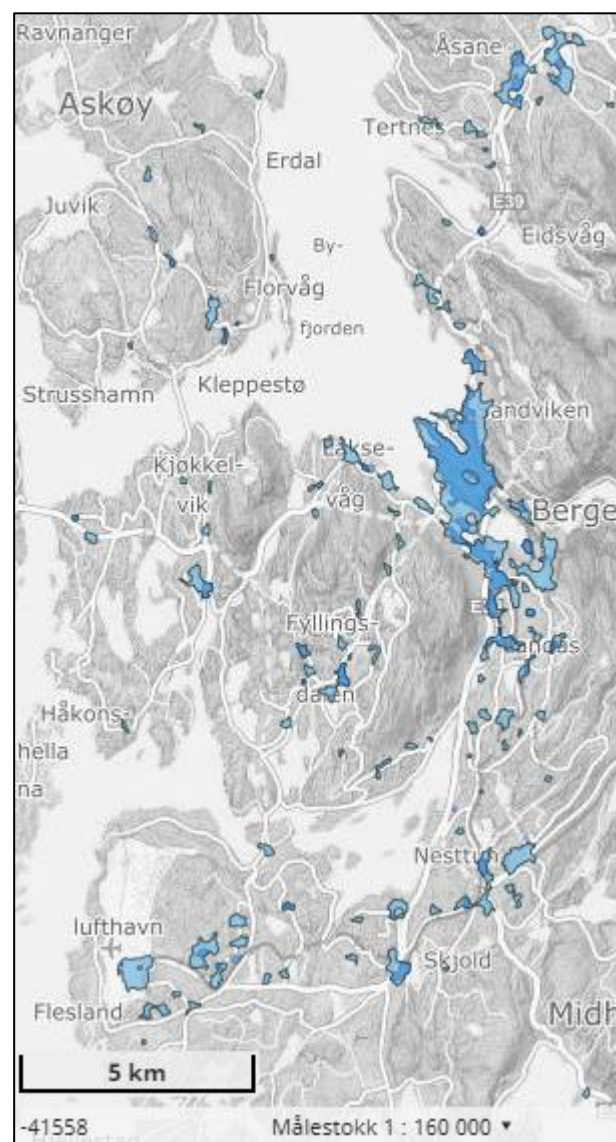 Ravnanger
Åsane
Askøy
Tertnes
Erdal
E39
Juvik
Eidsvåg
By-
Florvåg
fjorden
Kleppestø
Strusshamn
andviken
Lakse-
Kjøkkel-
våg
vik
Berge
E
Fyllings-
andås
dalen
Håkons-
hella
na
Nesttun
lufthavn
Skjold
Flesland
Midh
5 km
-41558
Målestokk 1 : 160 000 ▾